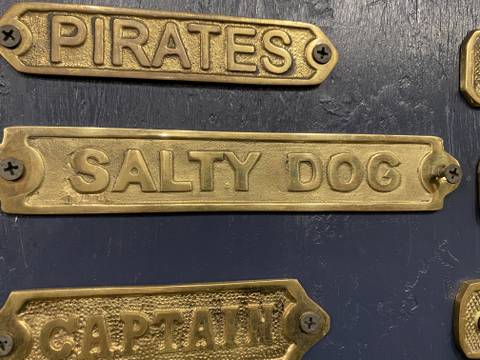 PIRATES
SALTY DOG
CAPTAIN